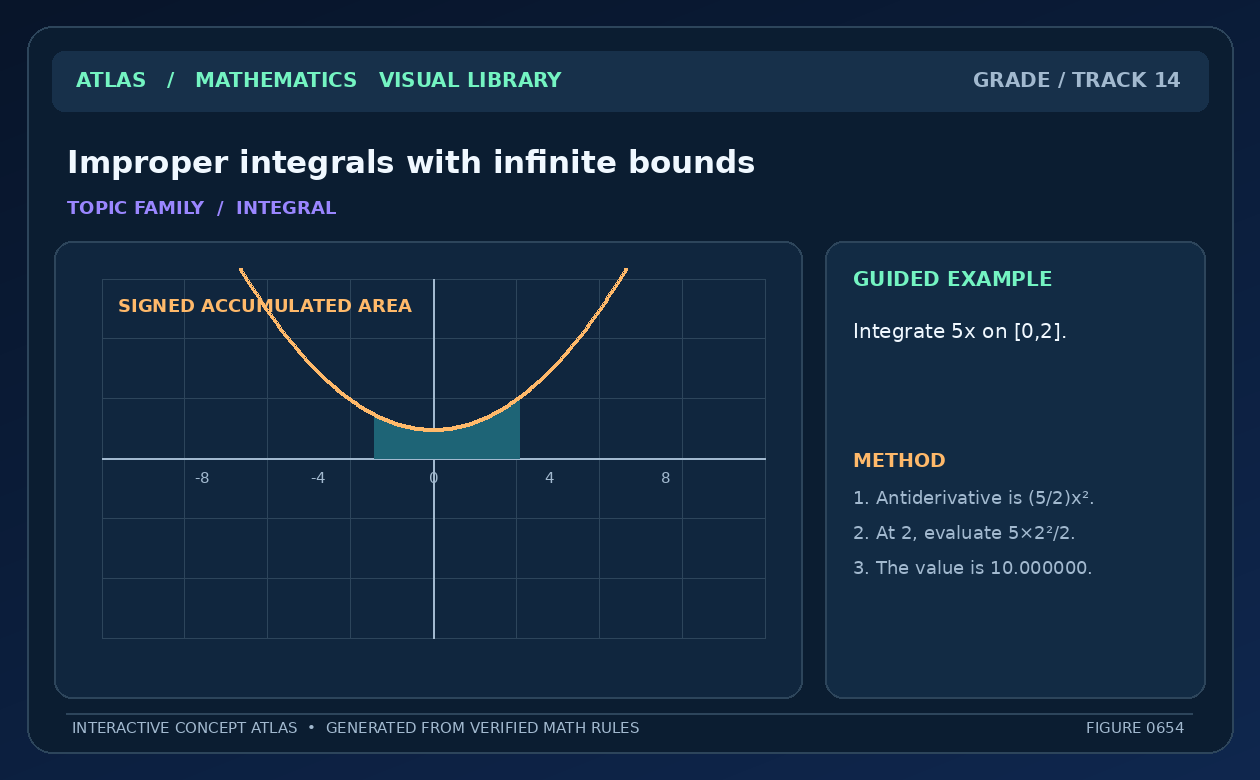 ATLAS / MATHEMATICS VISUAL LIBRARY
GRADE / TRACK 14
Improper integrals with infinite bounds
TOPIC FAMILY / INTEGRAL
SIGNED ACCUMULATED AREA
-8 -4 0 4 8
GUIDED EXAMPLE
Integrate 5x on [0,2].
METHOD
1. Antiderivative is (5/2)x².
2. At 2, evaluate 5×2²/2.
3. The value is 10.000000.
INTERACTIVE CONCEPT ATLAS • GENERATED FROM VERIFIED MATH RULES
FIGURE 0654